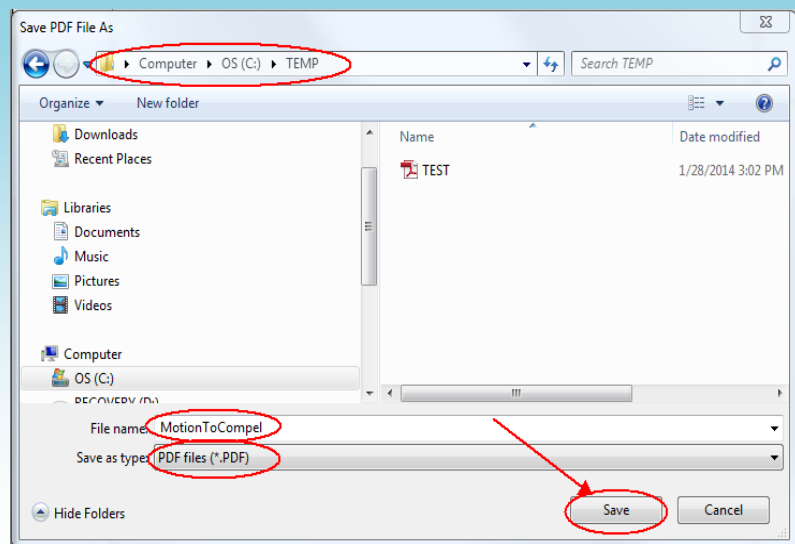 Save PDF File As
Computer ▸ OS (C:) ▸ TEMP
Search TEMP
Organize
New folder
Downloads
Recent Places
Libraries
Documents
Music
Pictures
Videos
Computer
OS (C:)
RECOVERY (D:)
Name
Date modified
TEST
1/28/2014 3:02 PM
File name: MotionToCompel
Save as type: PDF files (*.PDF)
Hide Folders
Save
Cancel